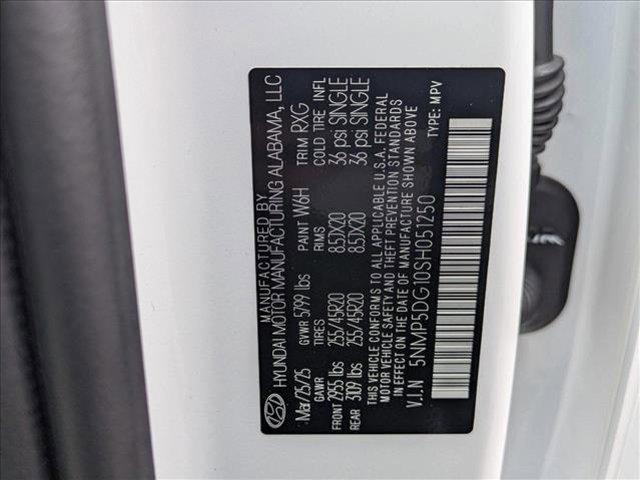 MANUFACTURED BY
HYUNDAI MOTOR MANUFACTURING ALABAMA, LLC
Mar/25/25 GVWR 5799 lbs PAINT W6H TRIM RXG
GAWR TIRES RIMS COLD TIRE INFL
FRONT 2955 lbs 255/45R20 8.5JX20 36 psi SINGLE
REAR 3109 lbs 255/45R20 8.5JX20 36 psi SINGLE
THIS VEHICLE CONFORMS TO ALL APPLICABLE U.S.A. FEDERAL
MOTOR VEHICLE SAFETY AND THEFT PREVENTION STANDARDS
IN EFFECT ON THE DATE OF MANUFACTURE SHOWN ABOVE
V.I.N 5NMP5DG10SH051250 TYPE: MPV